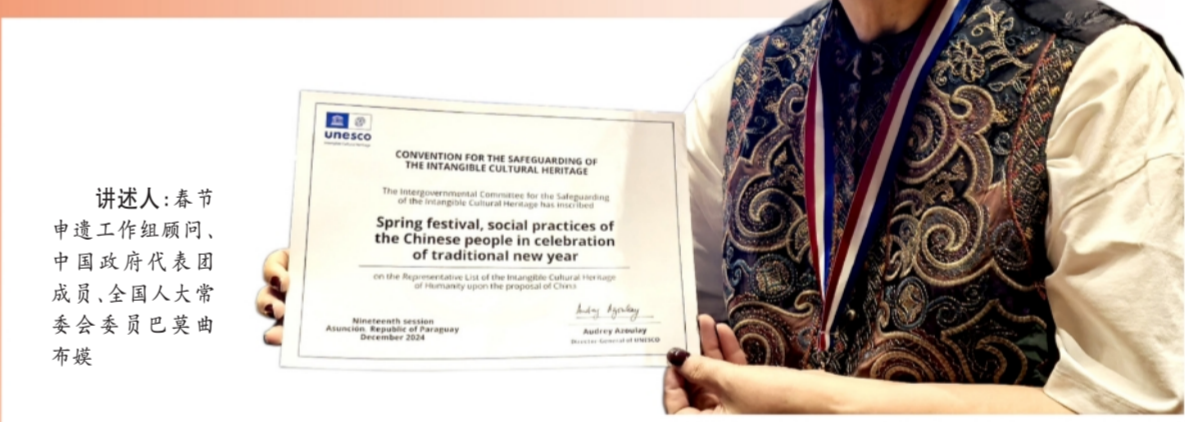 讲述人：春节
申遗工作组顾问、
中国政府代表团
成员、全国人大常
委会委员巴莫曲
布嫫
unesco
CONVENTION FOR THE SAFEGUARDING OF
THE INTANGIBLE CULTURAL HERITAGE
The Intergovernmental Committee for the Safeguarding
of the Intangible Cultural Heritage has inscribed
Spring festival, social practices of
the Chinese people in celebration
of traditional new year
on the Representative List of the Intangible Cultural Heritage
of Humanity upon the proposal of China
Nineteenth session
Asunción, Republic of Paraguay
December 2024
Audrey Azoulay
Audrey Azoulay
Director-General of UNESCO